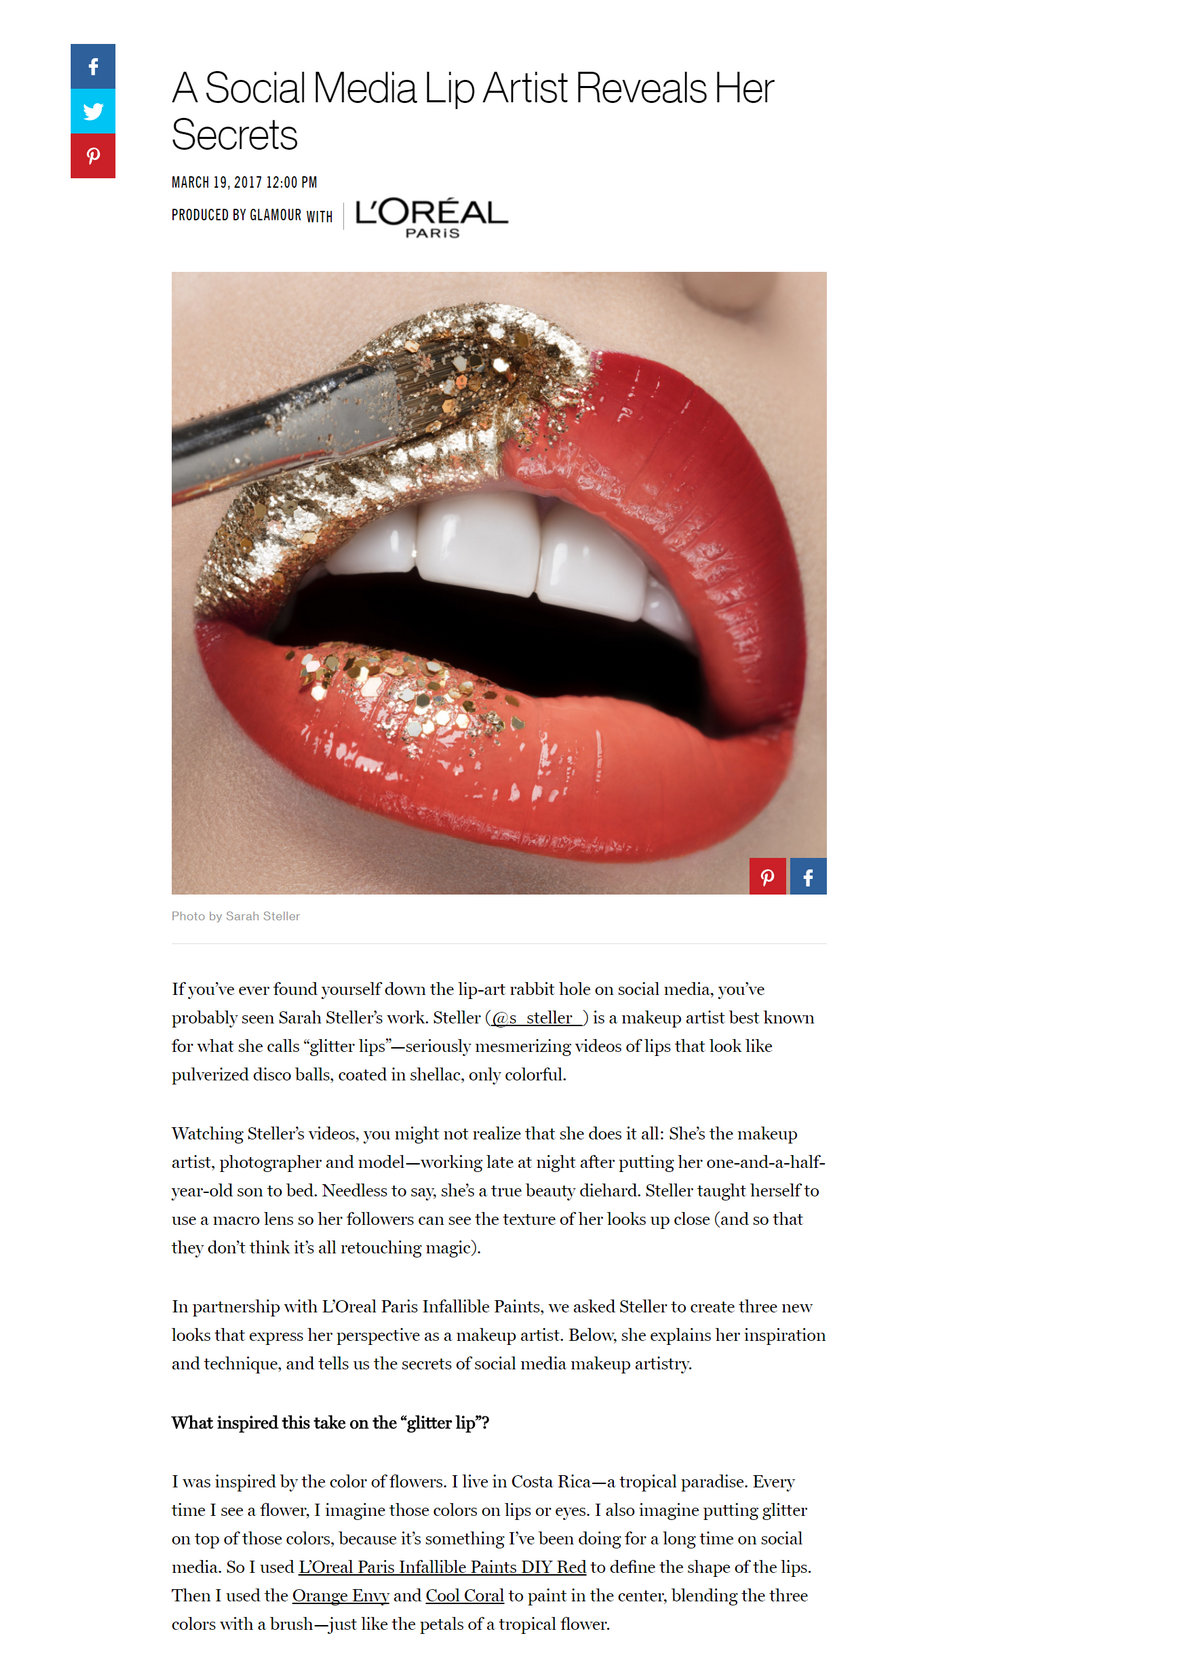 A Social Media Lip Artist Reveals Her
Secrets
MARCH 19, 2017 12:00 PM
PRODUCED BY GLAMOUR WITH
L'ORÉAL
PARiS
Photo by Sarah Steller
If you’ve ever found yourself down the lip-art rabbit hole on social media, you’ve
probably seen Sarah Steller’s work. Steller (@s_steller_) is a makeup artist best known
for what she calls “glitter lips”—seriously mesmerizing videos of lips that look like
pulverized disco balls, coated in shellac, only colorful.
Watching Steller’s videos, you might not realize that she does it all: She’s the makeup
artist, photographer and model—working late at night after putting her one-and-a-half-
year-old son to bed. Needless to say, she’s a true beauty diehard. Steller taught herself to
use a macro lens so her followers can see the texture of her looks up close (and so that
they don’t think it’s all retouching magic).
In partnership with L’Oreal Paris Infallible Paints, we asked Steller to create three new
looks that express her perspective as a makeup artist. Below, she explains her inspiration
and technique, and tells us the secrets of social media makeup artistry.
What inspired this take on the “glitter lip”?
I was inspired by the color of flowers. I live in Costa Rica—a tropical paradise. Every
time I see a flower, I imagine those colors on lips or eyes. I also imagine putting glitter
on top of those colors, because it’s something I’ve been doing for a long time on social
media. So I used L’Oreal Paris Infallible Paints DIY Red to define the shape of the lips.
Then I used the Orange Envy and Cool Coral to paint in the center, blending the three
colors with a brush—just like the petals of a tropical flower.